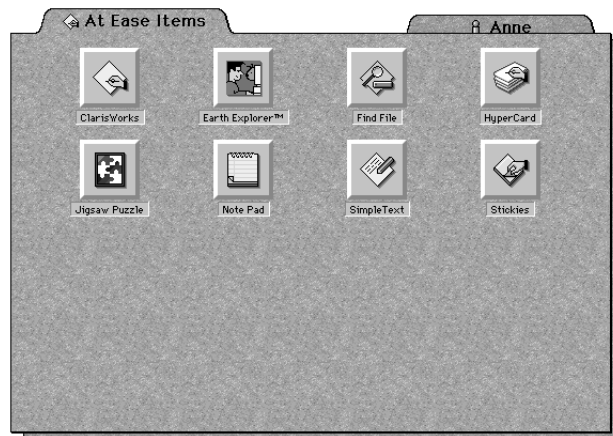 At Ease Items
Anne
ClarisWorks
Earth Explorer™
Find File
HyperCard
Jigsaw Puzzle
Note Pad
SimpleText
Stickies